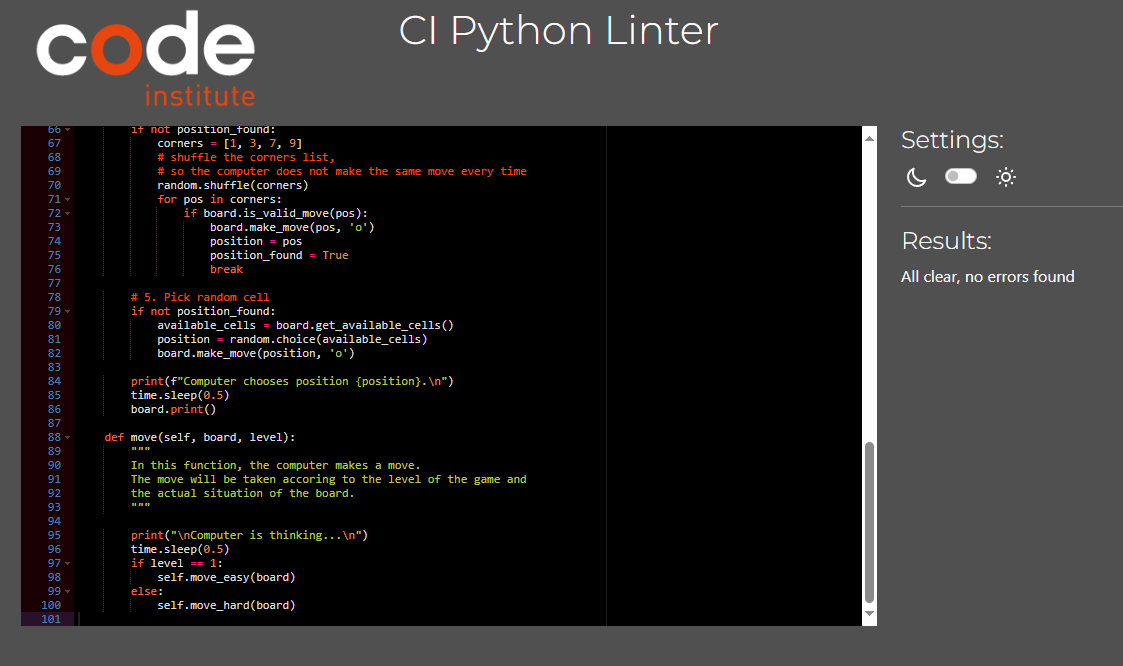 code
institute
CI Python Linter
66 if not position_found:
67 corners = [1, 3, 7, 9]
68 # shuffle the corners list,
69 # so the computer does not make the same move every time
70 random.shuffle(corners)
71 for pos in corners:
72 if board.is_valid_move(pos):
73 board.make_move(pos, 'o')
74 position = pos
75 position_found = True
76 break
77
78 # 5. Pick random cell
79 if not position_found:
80 available_cells = board.get_available_cells()
81 position = random.choice(available_cells)
82 board.make_move(position, 'o')
83
84 print(f"Computer chooses position {position}.\n")
85 time.sleep(0.5)
86 board.print()
87
88 def move(self, board, level):
89 """
90 In this function, the computer makes a move.
91 The move will be taken accoring to the level of the game and
92 the actual situation of the board.
93 """
94
95 print("\nComputer is thinking...\n")
96 time.sleep(0.5)
97 if level == 1:
98 self.move_easy(board)
99 else:
100 self.move_hard(board)
101
Settings:
Results:
All clear, no errors found